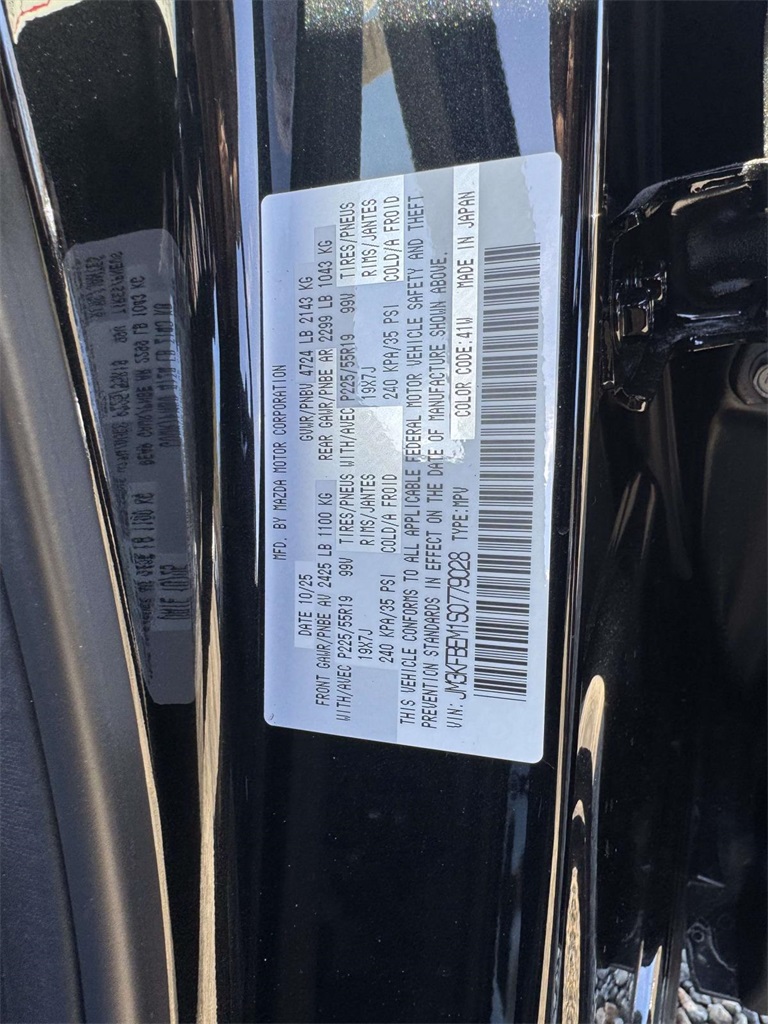 MFD. BY MAZDA MOTOR CORPORATION
DATE 10/25 GVWR/PNBV 4724 LB 2143 KG
FRONT GAWR/PNBE AV 2425 LB 1100 KG REAR GAWR/PNBE AR 2299 LB 1043 KG
WITH/AVEC P225/55R19 99V TIRES/PNEUS WITH/AVEC P225/55R19 99V TIRES/PNEUS
19X7J RIMS/JANTES 19X7J RIMS/JANTES
240 KPA/35 PSI COLD/A FROID 240 KPA/35 PSI COLD/A FROID
THIS VEHICLE CONFORMS TO ALL APPLICABLE FEDERAL MOTOR VEHICLE SAFETY AND THEFT
PREVENTION STANDARDS IN EFFECT ON THE DATE OF MANUFACTURE SHOWN ABOVE.
VIN: JM3KFBEM1S0779028 TYPE: MPV COLOR CODE: 41W MADE IN JAPAN